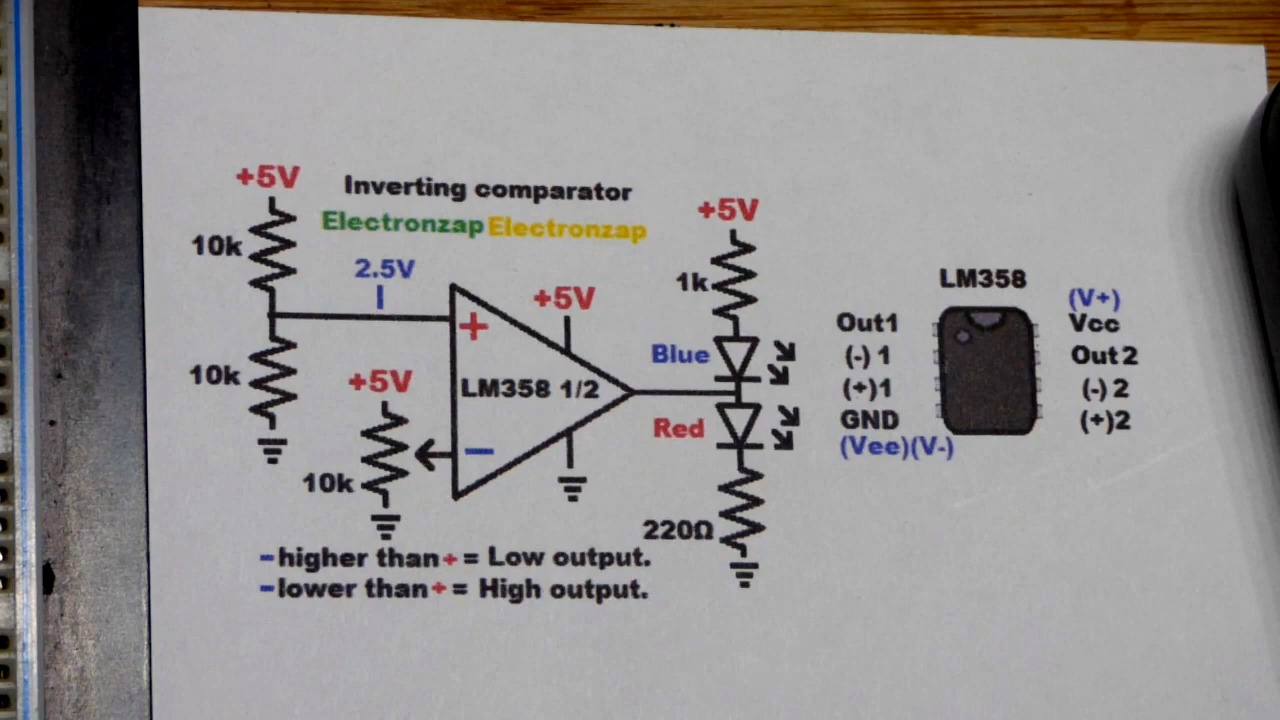 Inverting comparator
Electronzap Electronzap
+5V
10k
10k
2.5V
+5V
10k
+
-
LM358 1/2
+5V
+5V
1k
Blue
Red
220Ω
-higher than+= Low output.
-lower than+= High output.
LM358
Out1
(-) 1
(+)1
GND
(Vee)(V-)
(V+)
Vcc
Out 2
(-) 2
(+)2